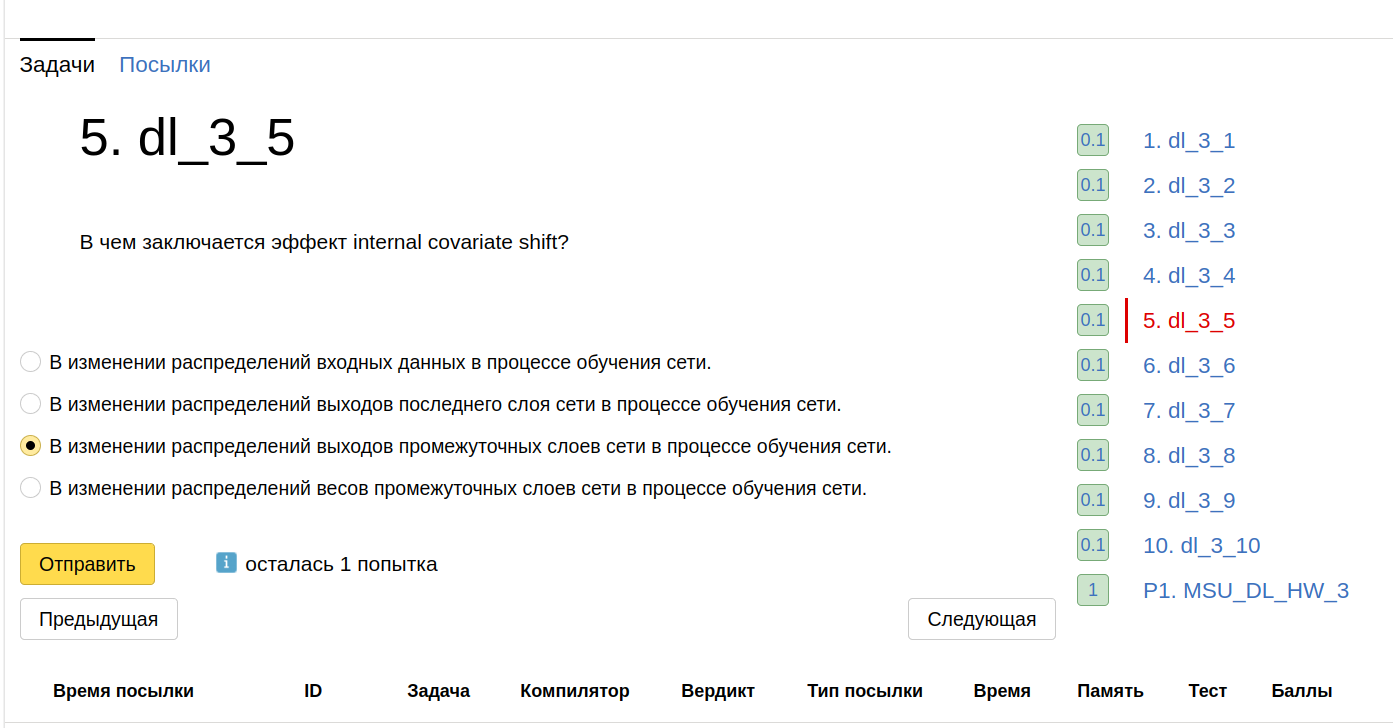 Задачи Посылки
5. dl_3_5
В чем заключается эффект internal covariate shift?
В изменении распределений входных данных в процессе обучения сети.
В изменении распределений выходов последнего слоя сети в процессе обучения сети.
В изменении распределений выходов промежуточных слоев сети в процессе обучения сети.
В изменении распределений весов промежуточных слоев сети в процессе обучения сети.
Отправить i осталась 1 попытка
Предыдущая Следующая
0.1 1. dl_3_1
0.1 2. dl_3_2
0.1 3. dl_3_3
0.1 4. dl_3_4
0.1 5. dl_3_5
0.1 6. dl_3_6
0.1 7. dl_3_7
0.1 8. dl_3_8
0.1 9. dl_3_9
0.1 10. dl_3_10
1 P1. MSU_DL_HW_3
Время посылки ID Задача Компилятор Вердикт Тип посылки Время Память Тест Баллы